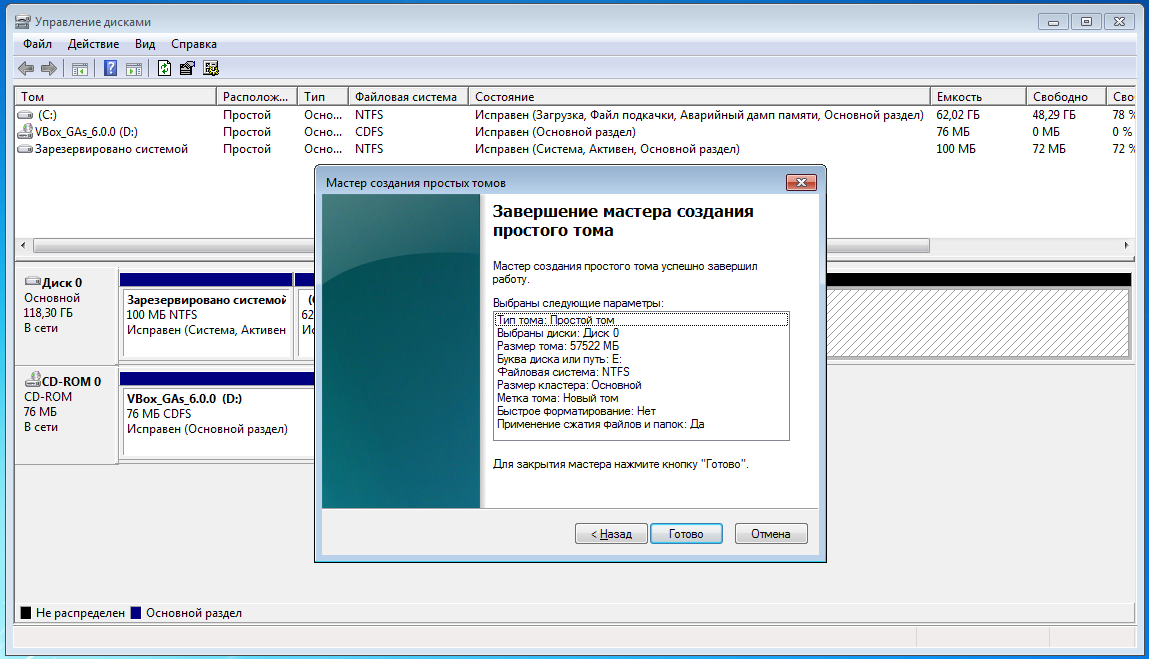 Управление дисками
Файл Действие Вид Справка
Том Располож... Тип Файловая система Состояние Емкость Свободно Сво
(C:) Простой Осно... NTFS Исправен (Загрузка, Файл подкачки, Аварийный дамп памяти, Основной раздел) 62,02 ГБ 48,29 ГБ 78 %
VBox_GAs_6.0.0 (D:) Простой Осно... CDFS Исправен (Основной раздел) 76 МБ 0 МБ 0 %
Зарезервировано системой Простой Осно... NTFS Исправен (Система, Активен, Основной раздел) 100 МБ 72 МБ 72 %
Мастер создания простых томов
Завершение мастера создания
простого тома
Мастер создания простого тома успешно завершил
работу.
Выбраны следующие параметры:
Тип тома: Простой том
Выбраны диски: Диск 0
Размер тома: 57522 МБ
Буква диска или путь: E:
Файловая система: NTFS
Размер кластера: Основной
Метка тома: Новый том
Быстрое форматирование: Нет
Применение сжатия файлов и папок: Да
Для закрытия мастера нажмите кнопку "Готово".
< Назад Готово Отмена
Диск 0
Основной
118,30 ГБ
В сети
Зарезервировано системой
100 МБ NTFS
Исправен (Система, Активен
(
62
Ис
CD-ROM 0
CD-ROM
76 МБ
В сети
VBox_GAs_6.0.0 (D:)
76 МБ CDFS
Исправен (Основной раздел)
Не распределен Основной раздел